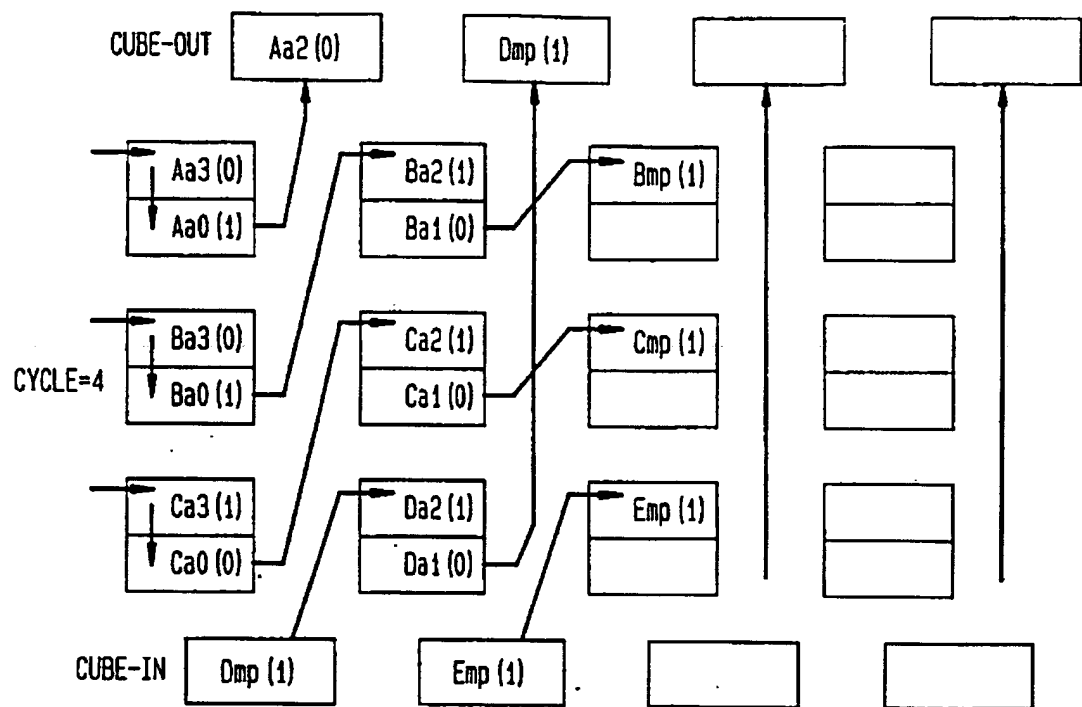 CUBE-OUT Aa2(0) Dmp(1)
Aa3(0) Ba2(1) Bmp(1)
Aa0(1) Ba1(0)
Ba3(0) Ca2(1) Cmp(1)
CYCLE=4 Ba0(1) Ca1(0)
Ca3(1) Da2(1) Emp(1)
Ca0(0) Da1(0)
CUBE-IN Dmp(1) Emp(1)